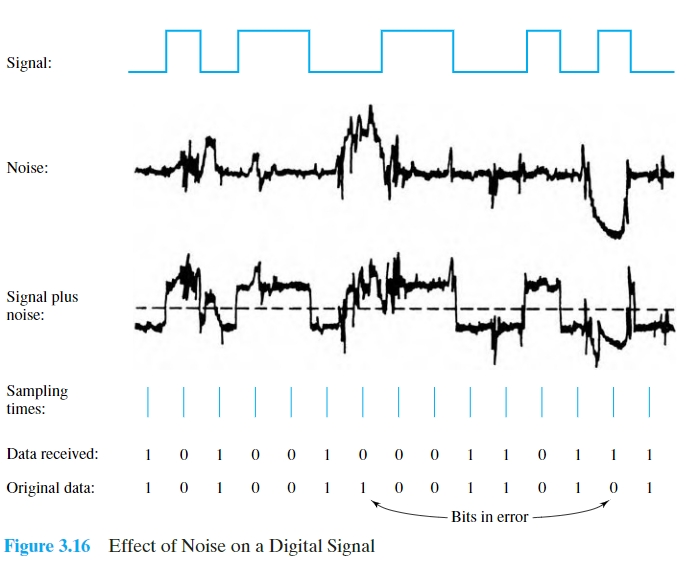 Signal:
Noise:
Signal plus
noise:
Sampling
times:
Data received: 1 0 1 0 0 1 0 0 0 1 1 0 1 1 1
Original data: 1 0 1 0 0 1 1 0 0 1 1 0 1 0 1
Bits in error
Figure 3.16 Effect of Noise on a Digital Signal